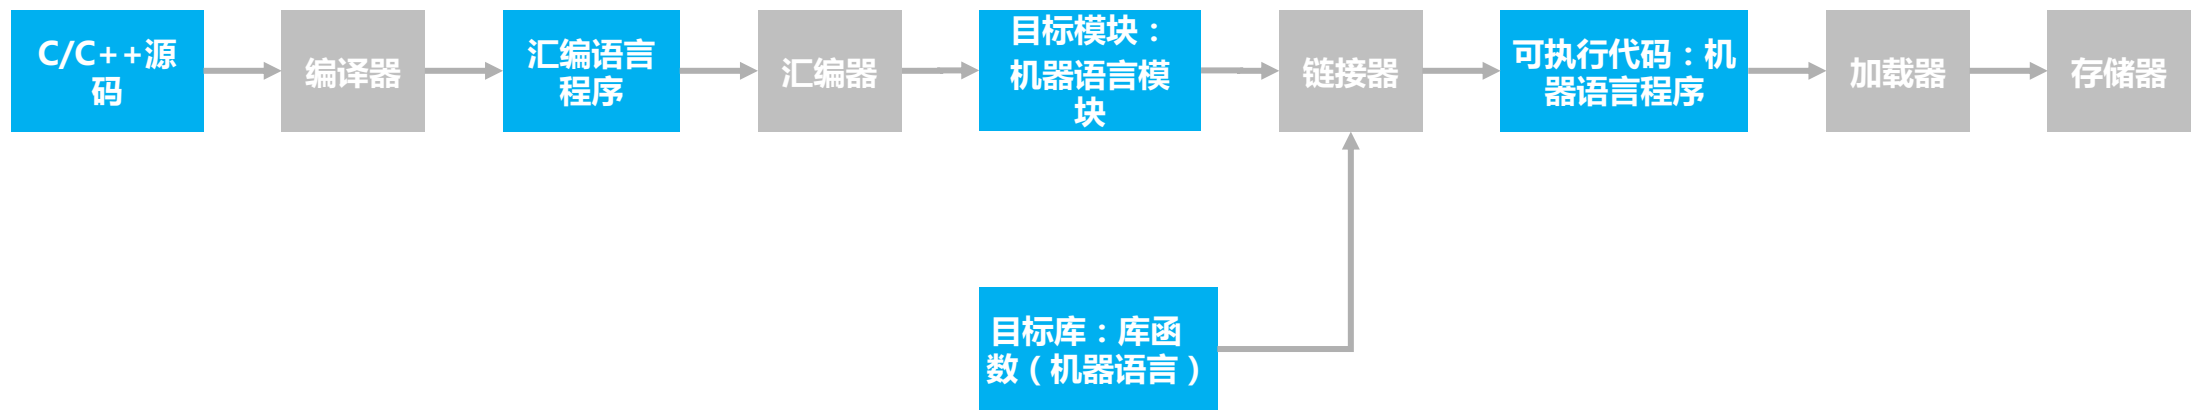 C/C++源
码
编译器
汇编语言
程序
汇编器
目标模块：
机器语言模
块
链接器
可执行代码：机
器语言程序
加载器
存储器
目标库：库函
数（机器语言）